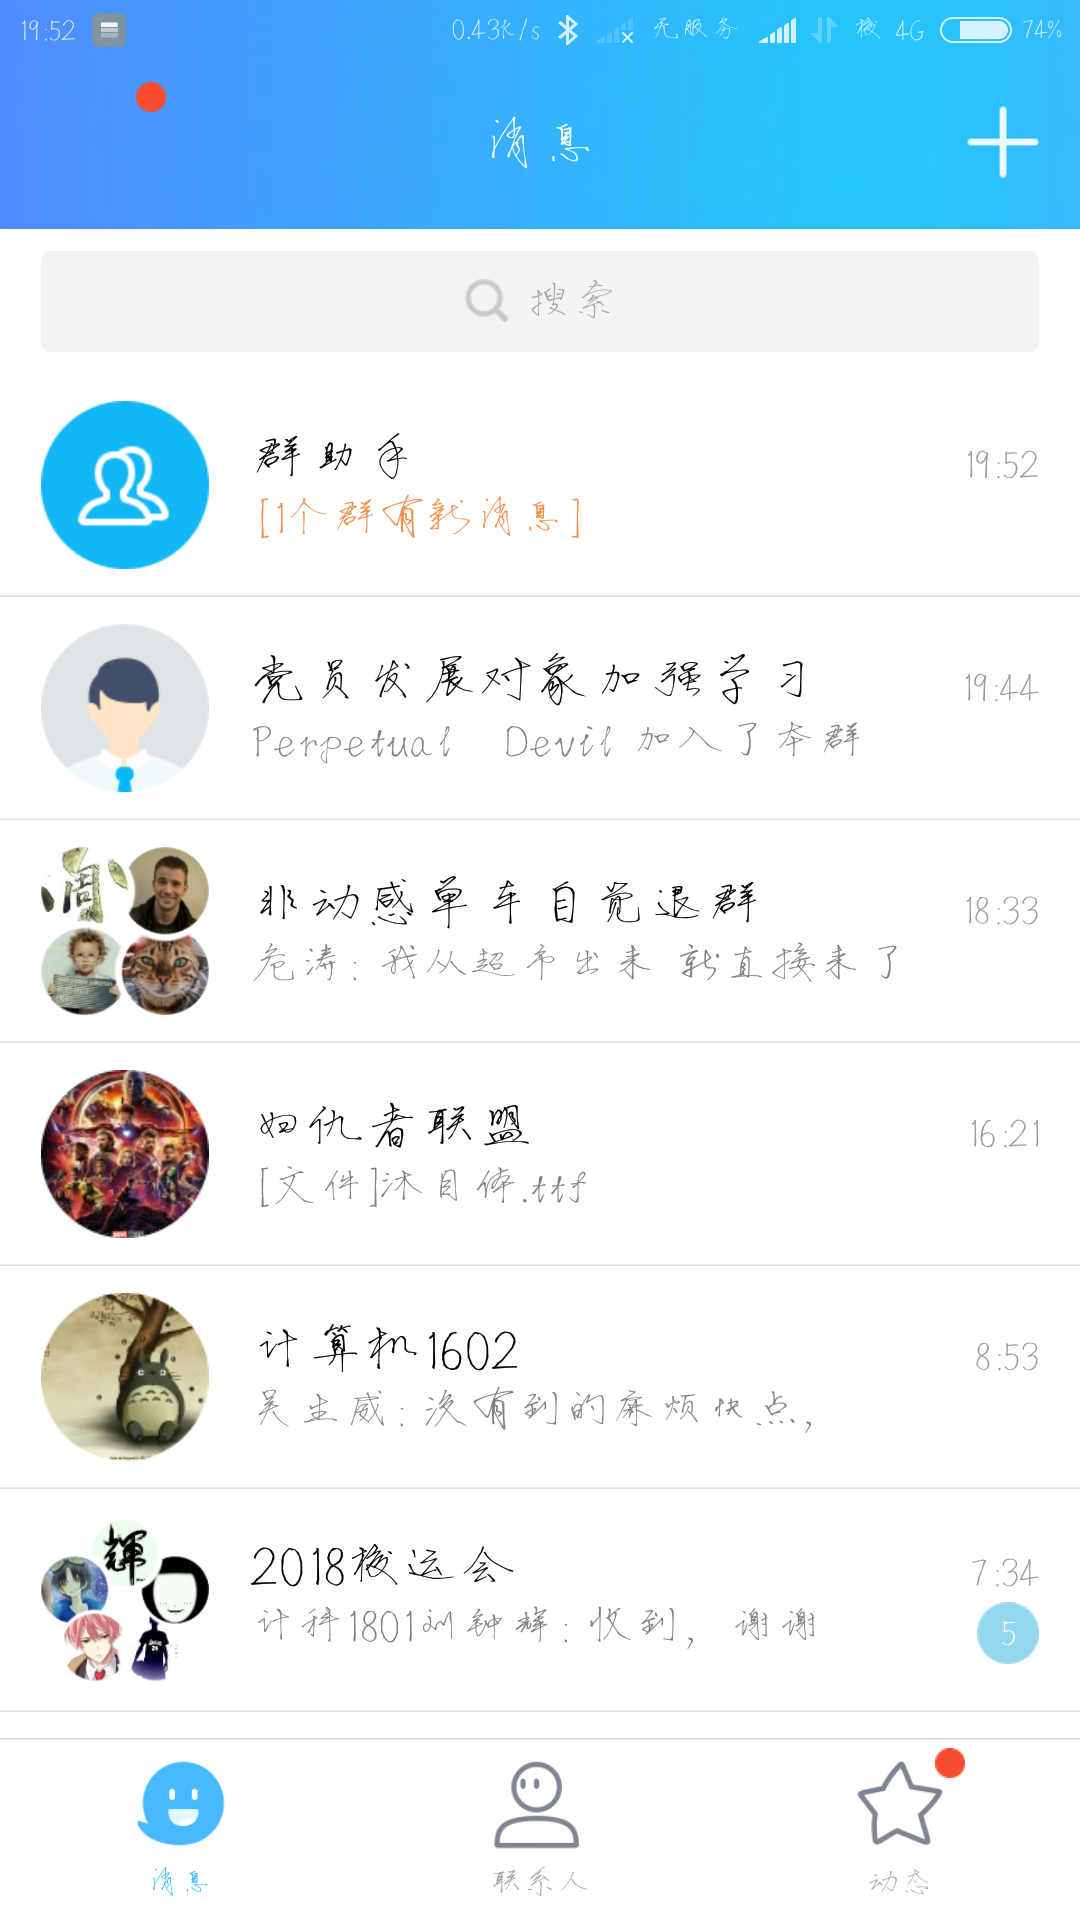 19:52 0.43K/s 无服务 4G 74%
消息
搜索
群助手 19:52
[1个群有新消息]
党员发展对象加强学习 19:44
Perpetual Devil 加入了本群
非动感单车自觉退群 18:33
危涛: 我从超市出来 就直接来了
妇仇者联盟 16:21
[文件]沐目体.ttf
计算机1602 8:53
吴生威: 没有到的麻烦快点,
2018校运会 7:34
计科1801刘钟辉: 收到, 谢谢 5
消息 联系人 动态